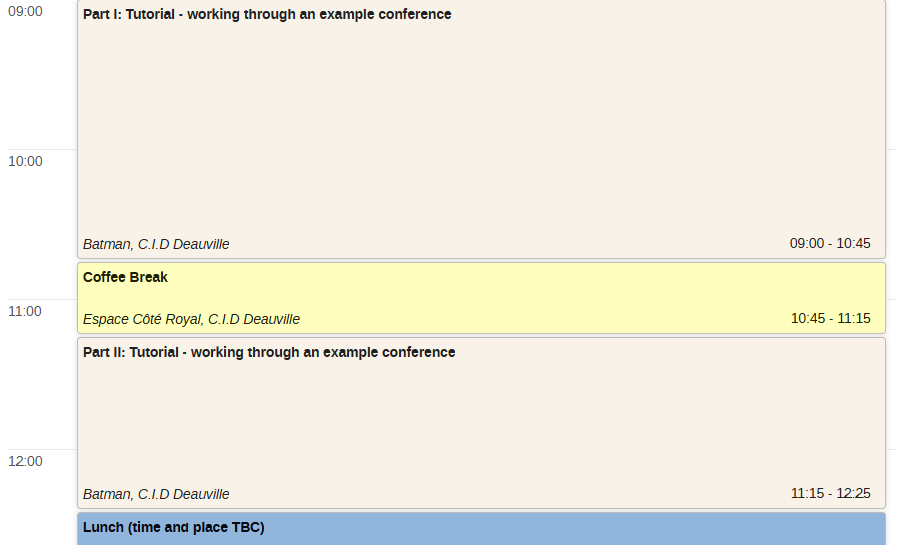 09:00
Part I: Tutorial - working through an example conference
10:00
Batman, C.I.D Deauville 09:00 - 10:45
Coffee Break
11:00
Espace Côté Royal, C.I.D Deauville 10:45 - 11:15
Part II: Tutorial - working through an example conference
12:00
Batman, C.I.D Deauville 11:15 - 12:25
Lunch (time and place TBC)